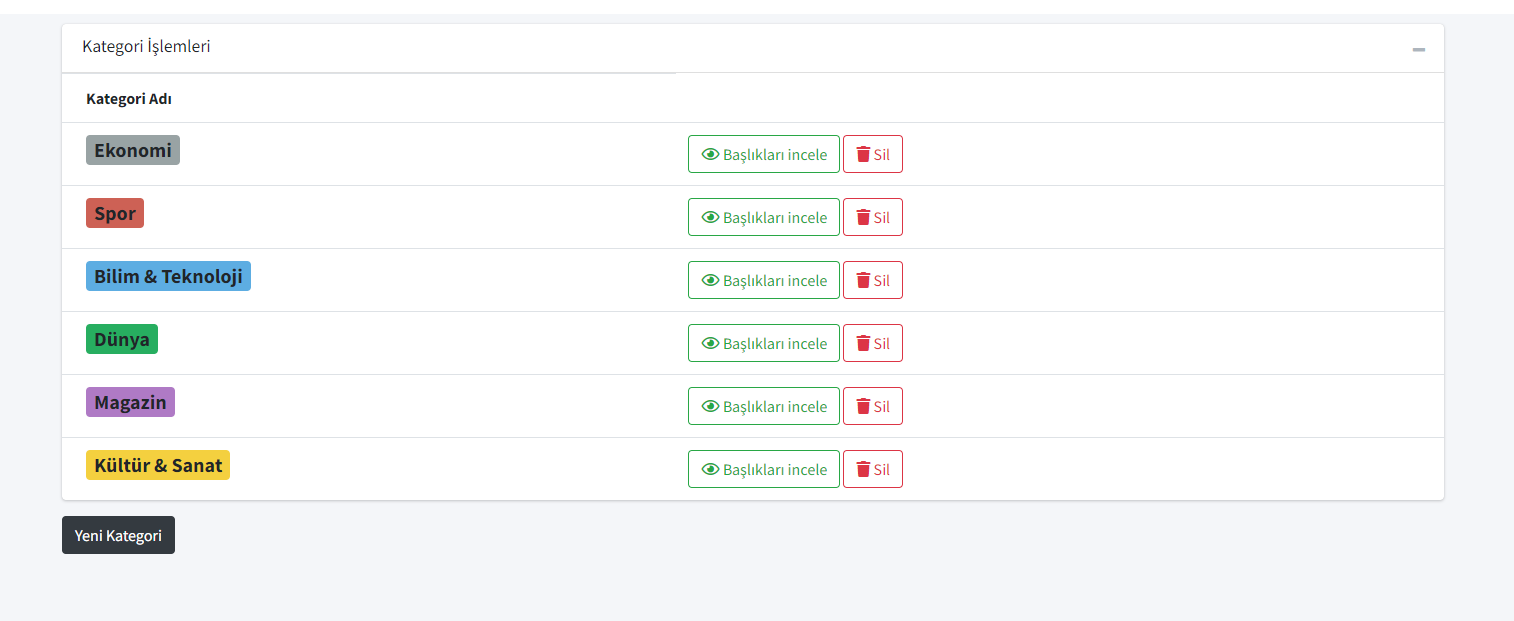 Kategori İşlemleri
Kategori Adı
Ekonomi Başlıkları incele Sil
Spor Başlıkları incele Sil
Bilim & Teknoloji Başlıkları incele Sil
Dünya Başlıkları incele Sil
Magazin Başlıkları incele Sil
Kültür & Sanat Başlıkları incele Sil
Yeni Kategori